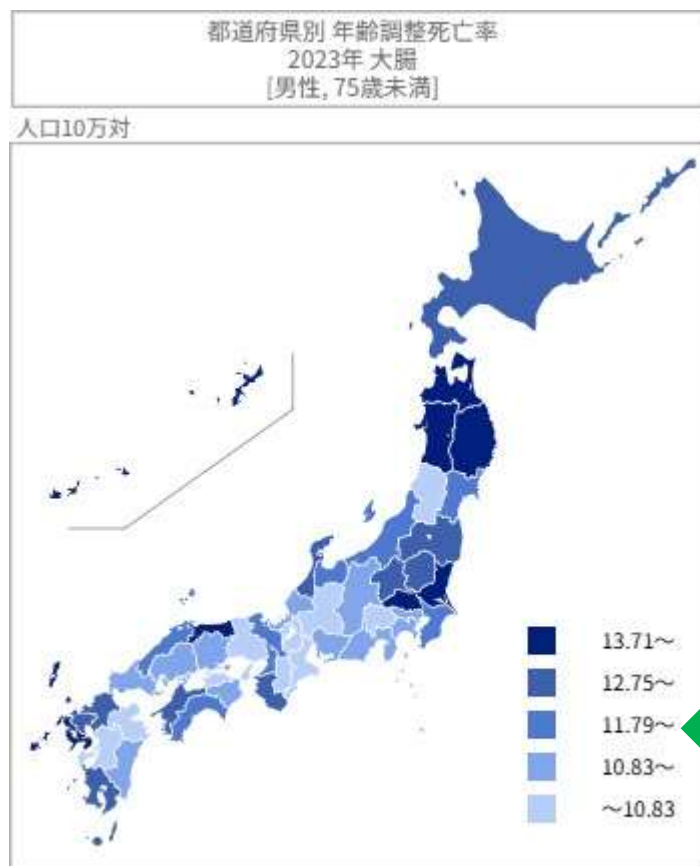 都道府県別 年齢調整死亡率
2023年 大腸
[男性, 75歳未満]
人口10万対
13.71～
12.75～
11.79～
10.83～
～10.83